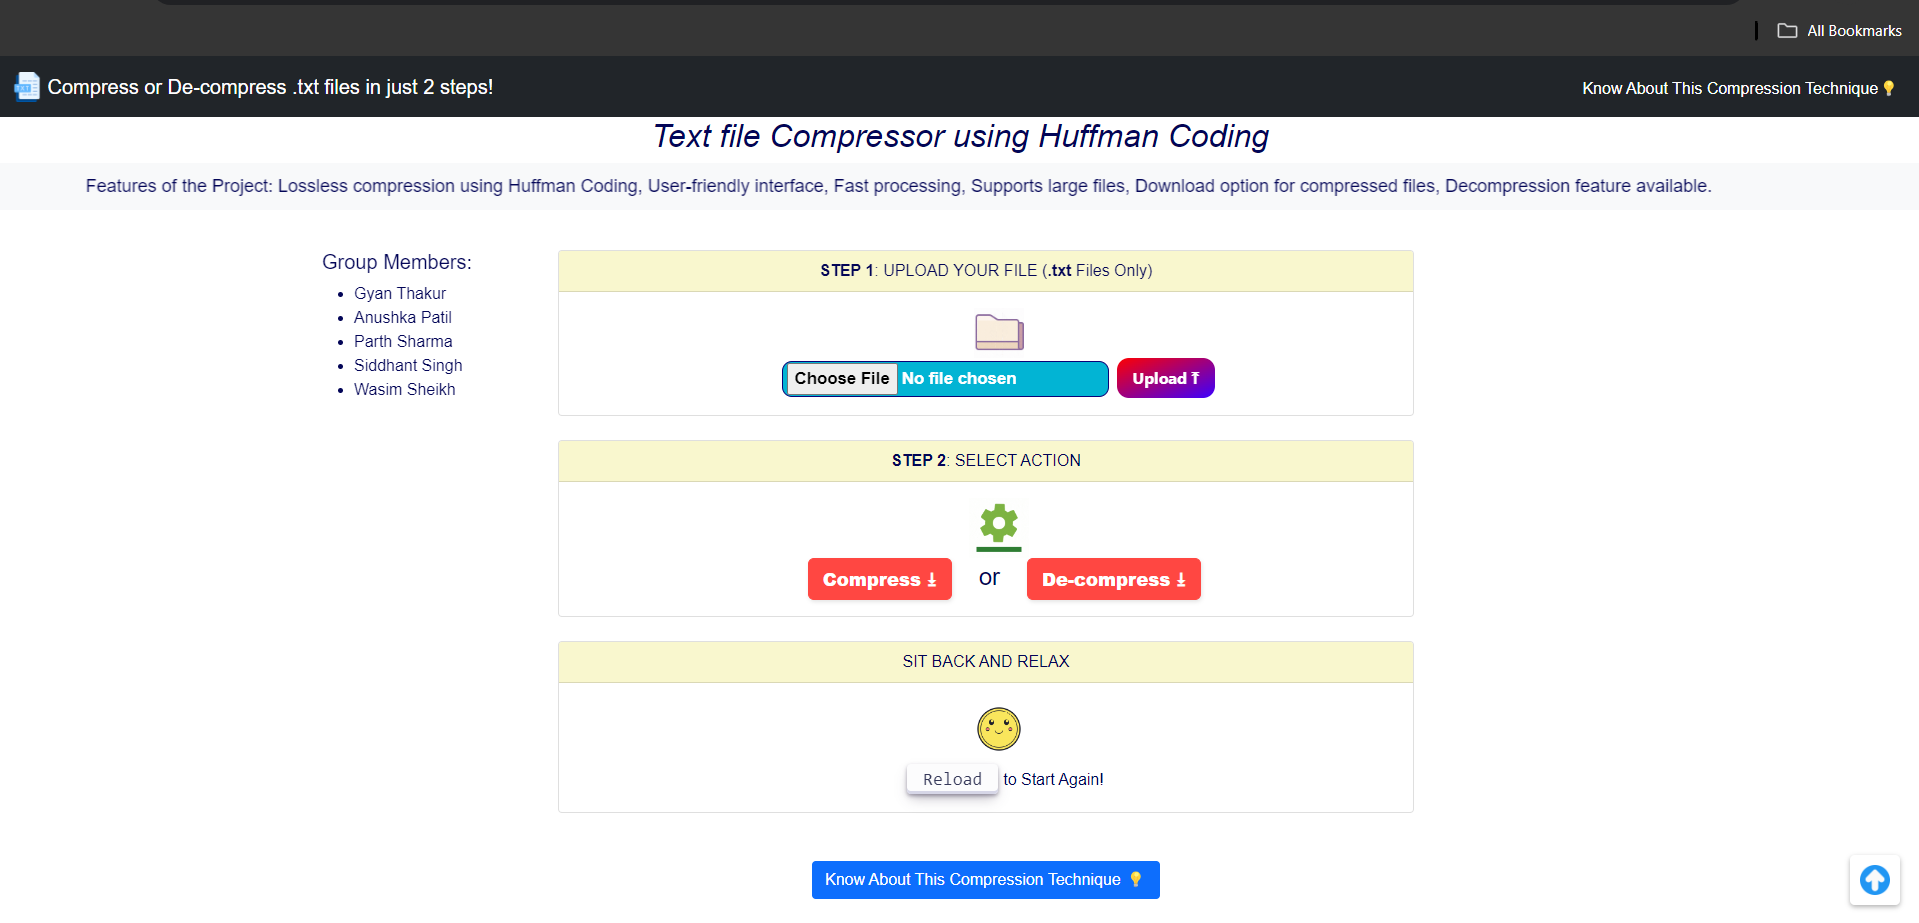 All Bookmarks
Compress or De-compress .txt files in just 2 steps!
Know About This Compression Technique
Text file Compressor using Huffman Coding
Features of the Project: Lossless compression using Huffman Coding, User-friendly interface, Fast processing, Supports large files, Download option for compressed files, Decompression feature available.
Group Members:
• Gyan Thakur
• Anushka Patil
• Parth Sharma
• Siddhant Singh
• Wasim Sheikh
STEP 1: UPLOAD YOUR FILE (.txt Files Only)
Choose File No file chosen
Upload
STEP 2: SELECT ACTION
Compress or De-compress
SIT BACK AND RELAX
Reload to Start Again!
Know About This Compression Technique